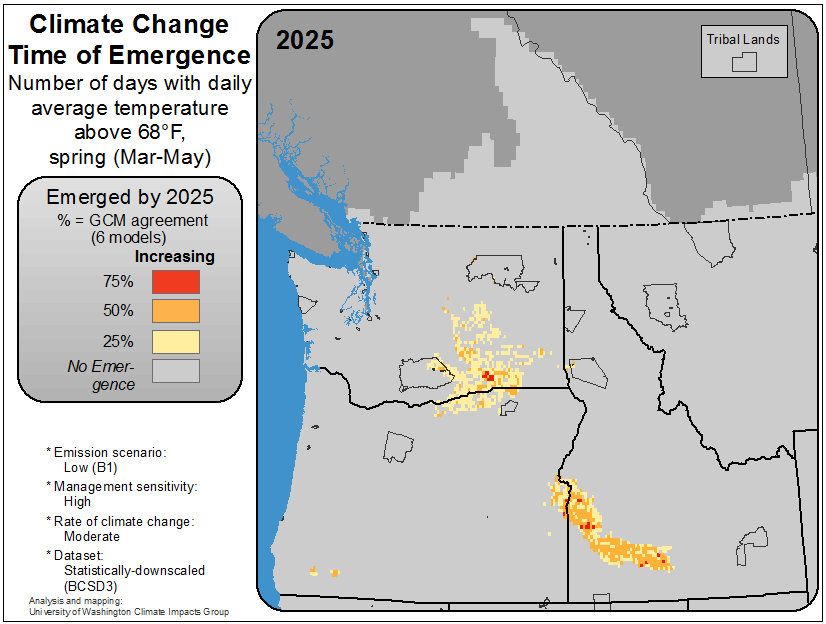 Climate Change
Time of Emergence
Number of days with daily
average temperature
above 68°F,
spring (Mar-May)
Emerged by 2025
% = GCM agreement
(6 models)
Increasing
75%
50%
25%
No Emer-
gence
* Emission scenario:
Low (B1)
* Management sensitivity:
High
* Rate of climate change:
Moderate
* Dataset:
Statistically-downscaled
(BCSD3)
Analysis and mapping:
University of Washington Climate Impacts Group
2025
Tribal Lands